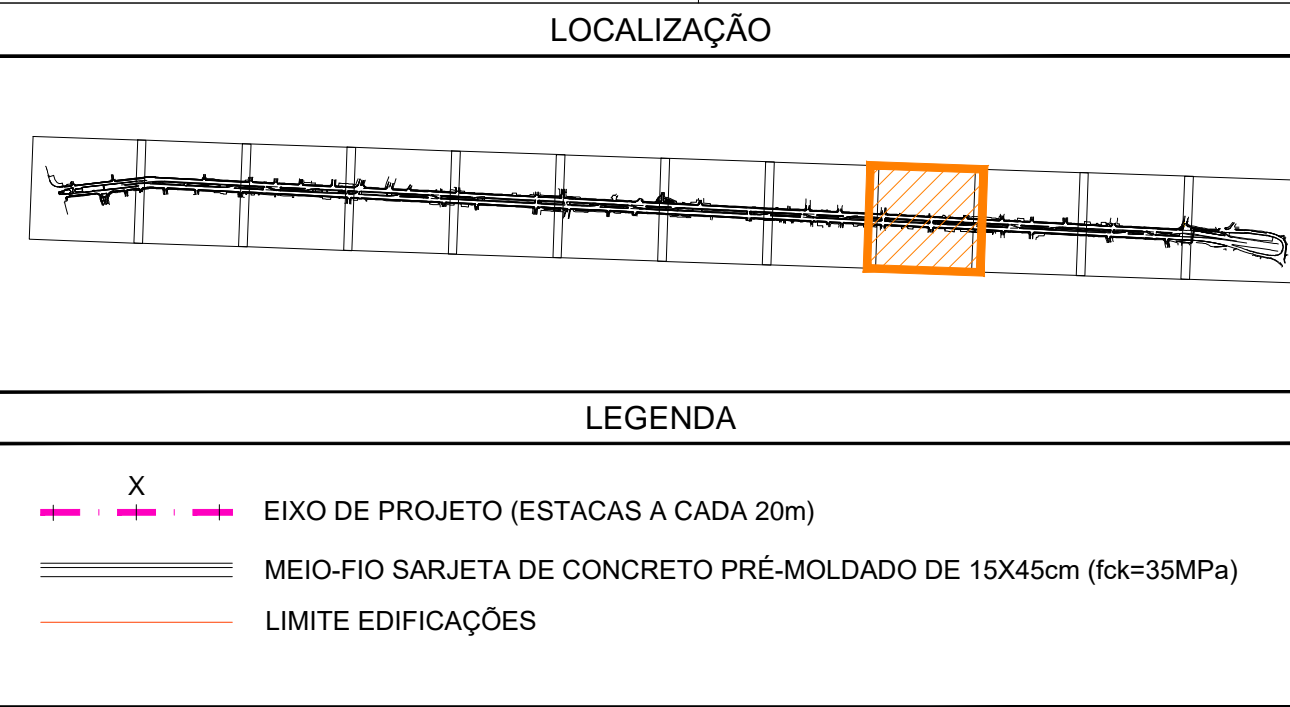 LOCALIZAÇÃO
LEGENDA
X
EIXO DE PROJETO (ESTACAS A CADA 20m)
MEIO-FIO SARJETA DE CONCRETO PRÉ-MOLDADO DE 15X45cm (fck=35MPa)
LIMITE EDIFICAÇÕES